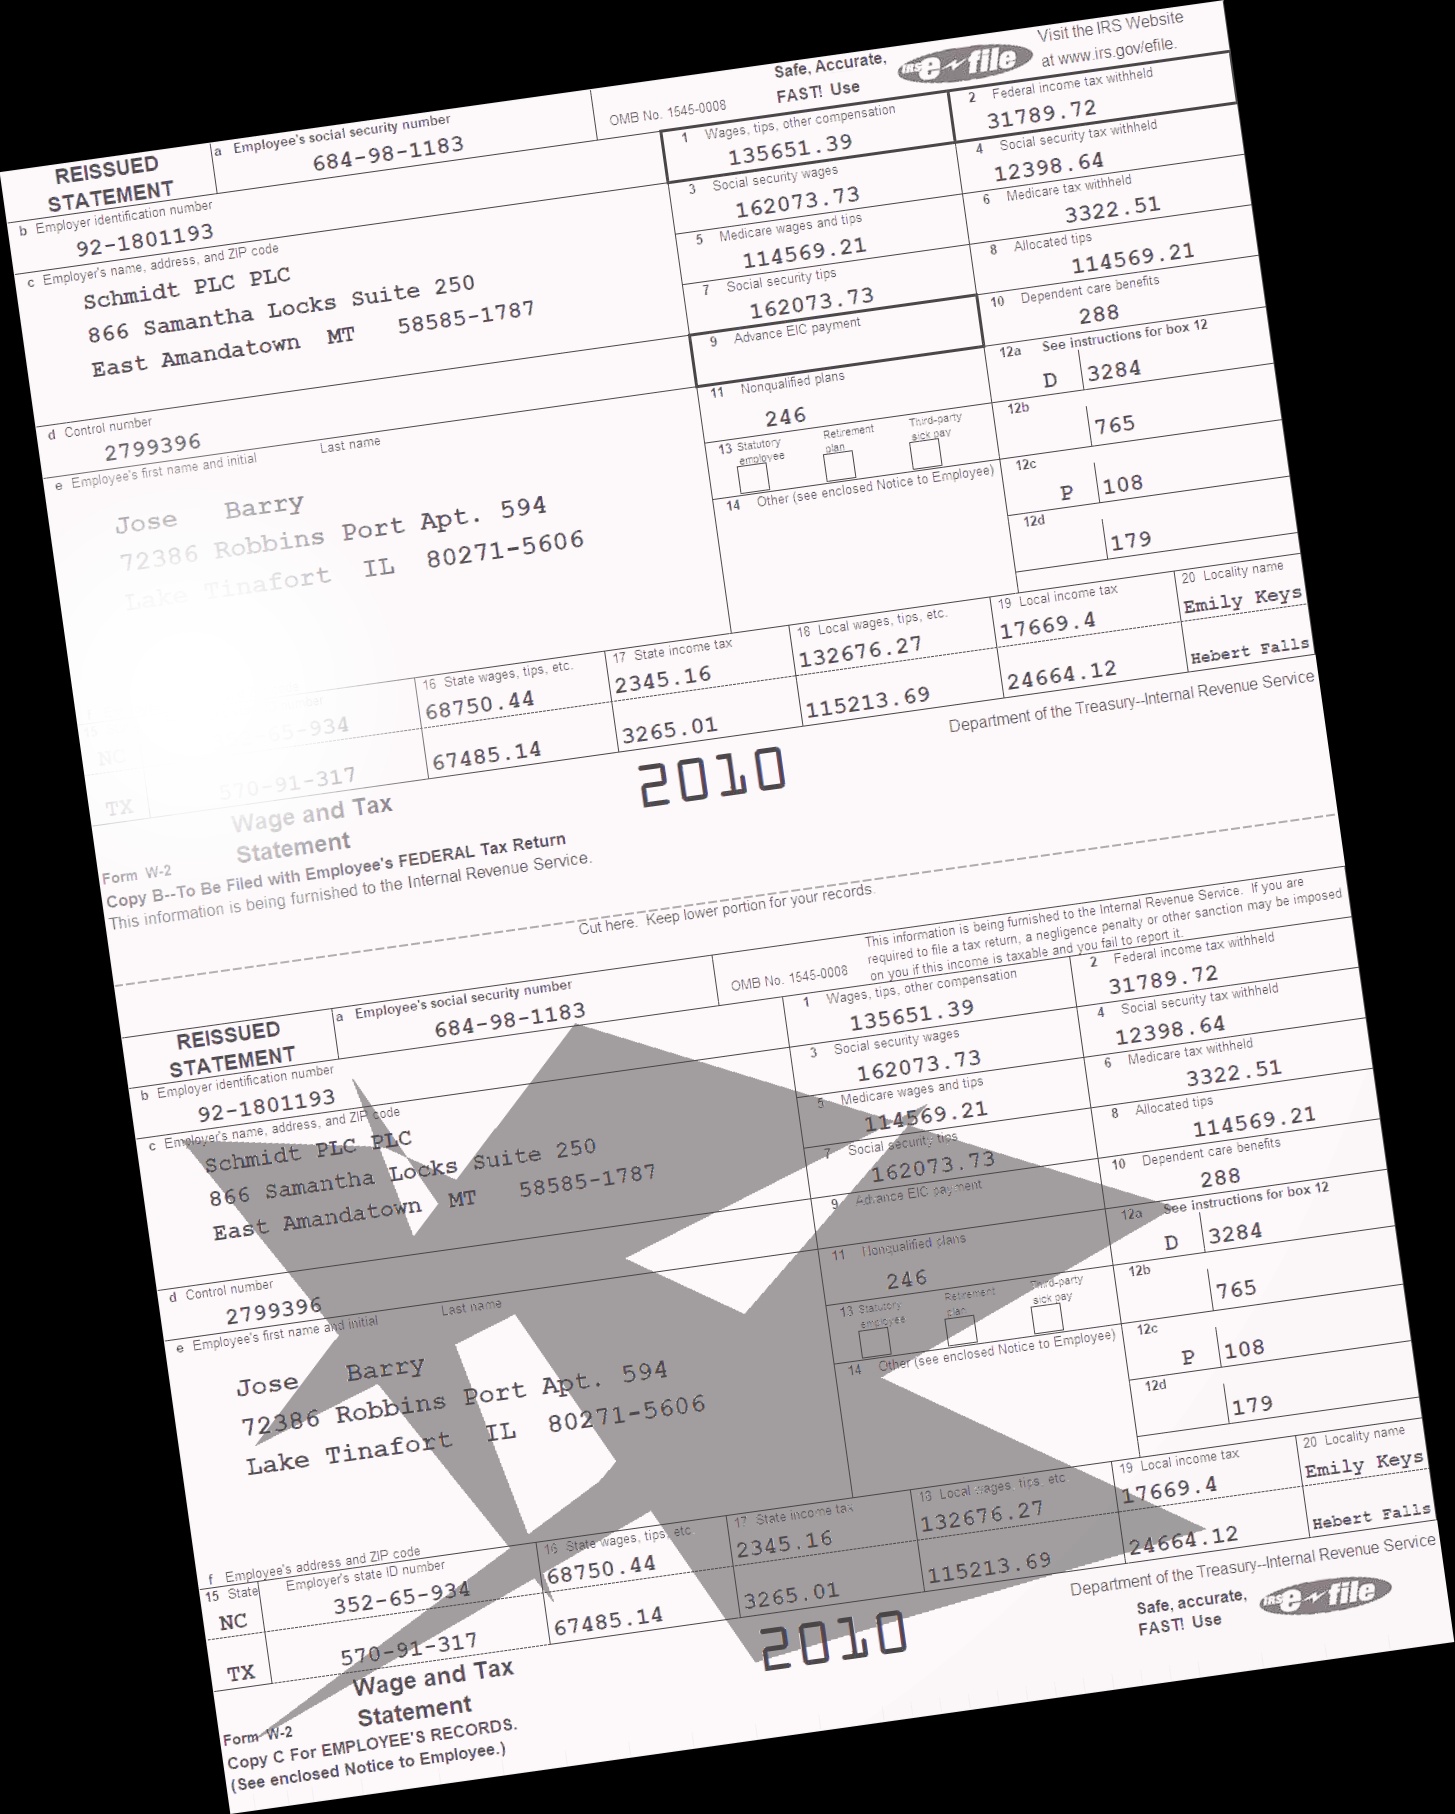 REISSUED
STATEMENT
a Employee's social security number
684-98-1183
OMB No. 1545-0008
Safe, Accurate,
FAST! Use
IRS e-file
Visit the IRS Website
at www.irs.gov/efile.
1 Wages, tips, other compensation
135651.39
2 Federal income tax withheld
31789.72
b Employer identification number
92-1801193
3 Social security wages
162073.73
4 Social security tax withheld
12398.64
c Employer's name, address, and ZIP code
Schmidt PLC PLC
866 Samantha Locks Suite 250
East Amandatown MT 58585-1787
5 Medicare wages and tips
114569.21
6 Medicare tax withheld
3322.51
7 Social security tips
162073.73
8 Allocated tips
114569.21
9 Advance EIC payment
10 Dependent care benefits
288
d Control number
2799396
11 Nonqualified plans
246
12a See instructions for box 12
D 3284
12b
765
e Employee's first name and initial Last name
Jose Barry
72386 Robbins Port Apt. 594
Lake Tinafort IL 80271-5606
13 Statutory employee
Retirement plan
Third-party sick pay
12c
P 108
14 Other (see enclosed Notice to Employee)
12d
179
16 State wages, tips, etc.
17 State income tax
18 Local wages, tips, etc.
19 Local income tax
20 Locality name
NC 65-934 68750.44 2345.16 132676.27 17669.4 Emily Keys
TX 570-91-317 67485.14 3265.01 115213.69 24664.12 Hebert Falls
Form W-2
Wage and Tax
Statement
2010
Department of the Treasury--Internal Revenue Service
Copy B--To Be Filed with Employee's FEDERAL Tax Return
This information is being furnished to the Internal Revenue Service.
Cut here. Keep lower portion for your records.
REISSUED
STATEMENT
a Employee's social security number
684-98-1183
OMB No. 1545-0008
This information is being furnished to the Internal Revenue Service. If you are
required to file a tax return, a negligence penalty or other sanction may be imposed
on you if this income is taxable and you fail to report it.
1 Wages, tips, other compensation
135651.39
2 Federal income tax withheld
31789.72
b Employer identification number
92-1801193
3 Social security wages
162073.73
4 Social security tax withheld
12398.64
c Employer's name, address, and ZIP code
Schmidt PLC PLC
866 Samantha Locks Suite 250
East Amandatown MT 58585-1787
5 Medicare wages and tips
114569.21
6 Medicare tax withheld
3322.51
7 Social security tips
162073.73
8 Allocated tips
114569.21
9 Advance EIC payment
10 Dependent care benefits
288
d Control number
2799396
11 Nonqualified plans
246
12a See instructions for box 12
D 3284
12b
765
e Employee's first name and initial Last name
Jose Barry
72386 Robbins Port Apt. 594
Lake Tinafort IL 80271-5606
13 Statutory employee
Retirement plan
Third-party sick pay
12c
P 108
14 Other (see enclosed Notice to Employee)
12d
179
f Employee's address and ZIP code
15 State Employer's state ID number
16 State wages, tips, etc.
17 State income tax
18 Local wages, tips, etc.
19 Local income tax
20 Locality name
NC 352-65-934 68750.44 2345.16 132676.27 17669.4 Emily Keys
TX 570-91-317 67485.14 3265.01 115213.69 24664.12 Hebert Falls
Form W-2
Wage and Tax
Statement
2010
Department of the Treasury--Internal Revenue Service
Safe, accurate,
FAST! Use
IRS e-file
Copy C For EMPLOYEE'S RECORDS.
(See enclosed Notice to Employee.)